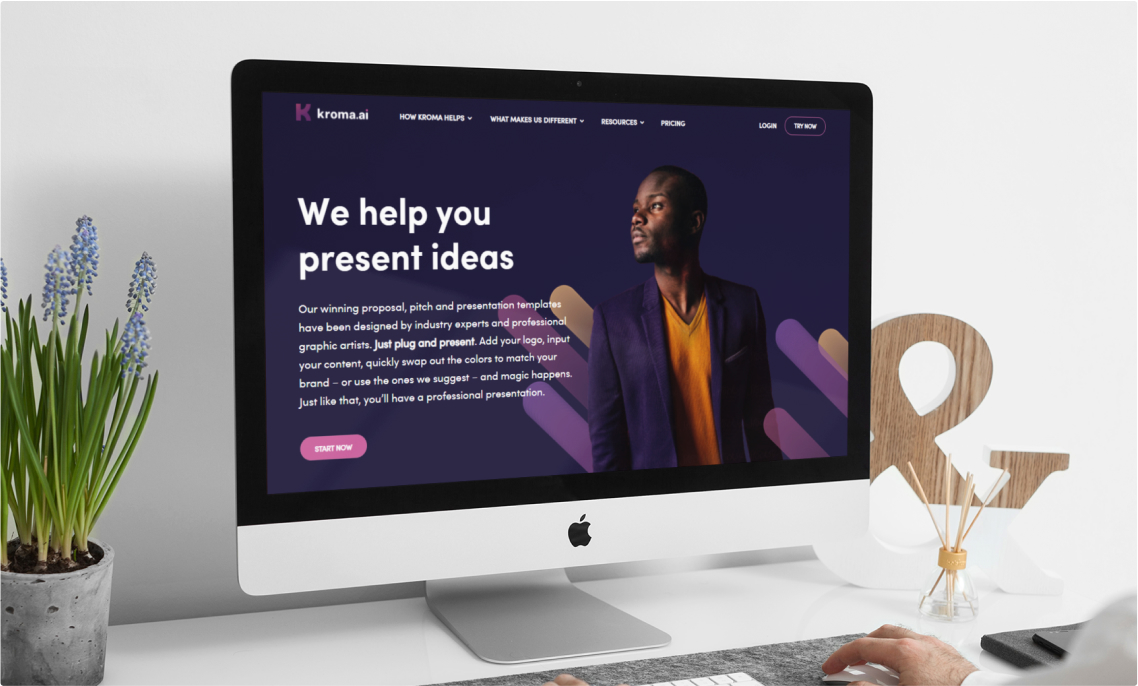 K kroma.ai
HOW KROMA HELPS
WHAT MAKES US DIFFERENT
RESOURCES
PRICING
LOGIN
TRY NOW
We help you
present ideas
Our winning proposal, pitch and presentation templates
have been designed by industry experts and professional
graphic artists. Just plug and present. Add your logo, input
your content, quickly swap out the colors to match your
brand – or use the ones we suggest – and magic happens.
Just like that, you’ll have a professional presentation.
START NOW
&